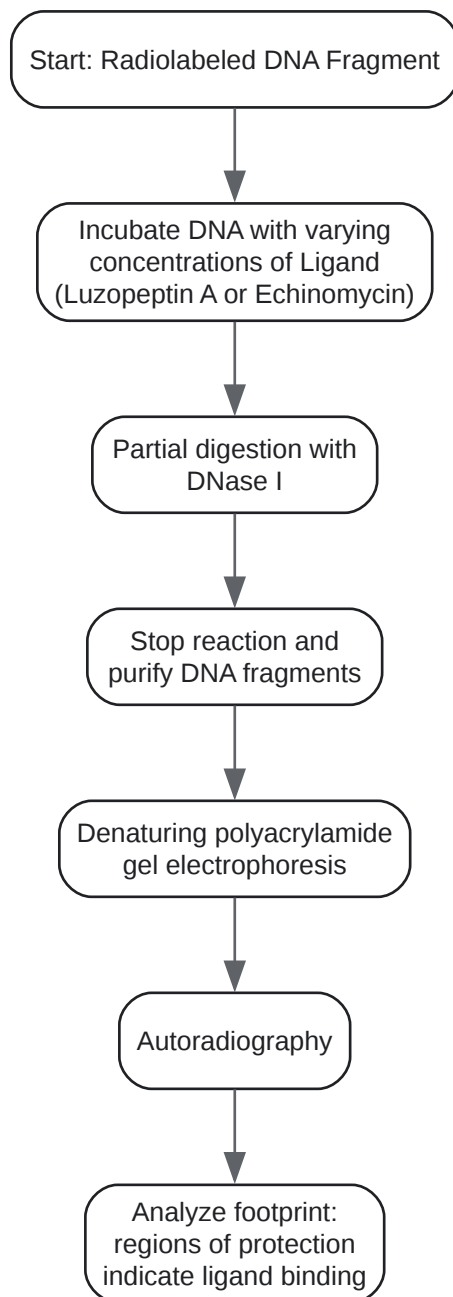 Start: Radiolabeled DNA Fragment
Incubate DNA with varying
concentrations of Ligand
(Luzopeptin A or Echinomycin)
Partial digestion with
DNase I
Stop reaction and
purify DNA fragments
Denaturing polyacrylamide
gel electrophoresis
Autoradiography
Analyze footprint:
regions of protection
indicate ligand binding